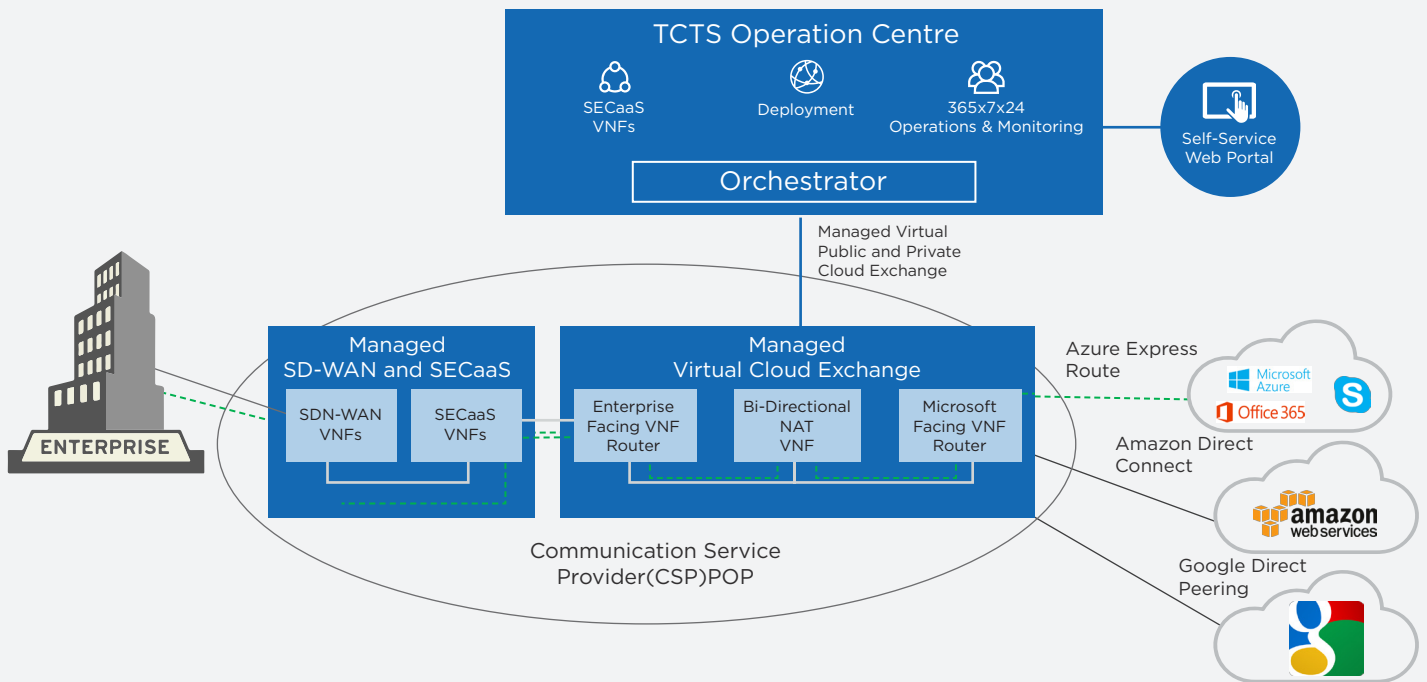 TCTS Operation Centre
SECaaS
VNFs
Deployment
365x7x24
Operations & Monitoring
Orchestrator
Self-Service
Web Portal
Managed Virtual
Public and Private
Cloud Exchange
ENTERPRISE
Managed
SD-WAN and SECaaS
SDN-WAN
VNFs
SECaaS
VNFs
Managed
Virtual Cloud Exchange
Enterprise
Facing VNF
Router
Bi-Directional
NAT
VNF
Microsoft
Facing VNF
Router
Communication Service
Provider(CSP)POP
Azure Express
Route
Microsoft
Azure
Office 365
S
Amazon Direct
Connect
amazon
webservices
Google Direct
Peering
g